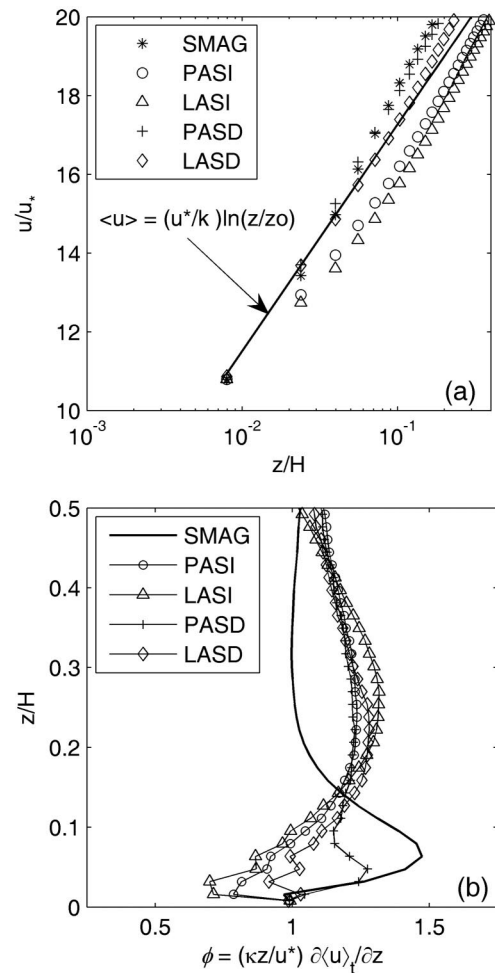 20
18
16
14
12
10
u/u*
SMAG
PASI
LASI
PASD
LASD
<u> = (u*/k )ln(z/zo)
(a)
10^-3
10^-2
10^-1
z/H
0.5
0.4
0.3
0.2
0.1
0
z/H
SMAG
PASI
LASI
PASD
LASD
(b)
0.5
1
1.5
ϕ = (κz/u*) ∂⟨u⟩t/∂z